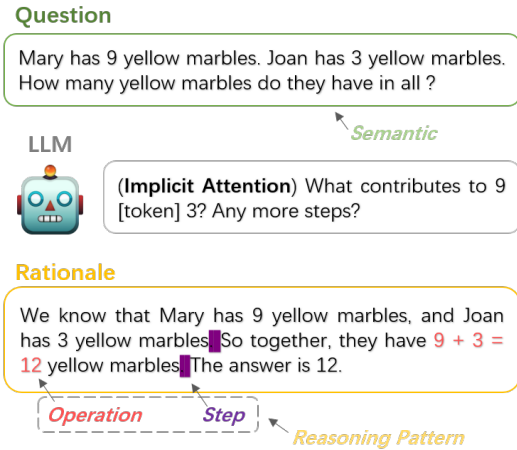 Question
Mary has 9 yellow marbles. Joan has 3 yellow marbles.
How many yellow marbles do they have in all ?
Semantic
LLM
(Implicit Attention) What contributes to 9
[token] 3? Any more steps?
Rationale
We know that Mary has 9 yellow marbles, and Joan
has 3 yellow marbles. So together, they have 9 + 3 =
12 yellow marbles. The answer is 12.
Operation Step
Reasoning Pattern